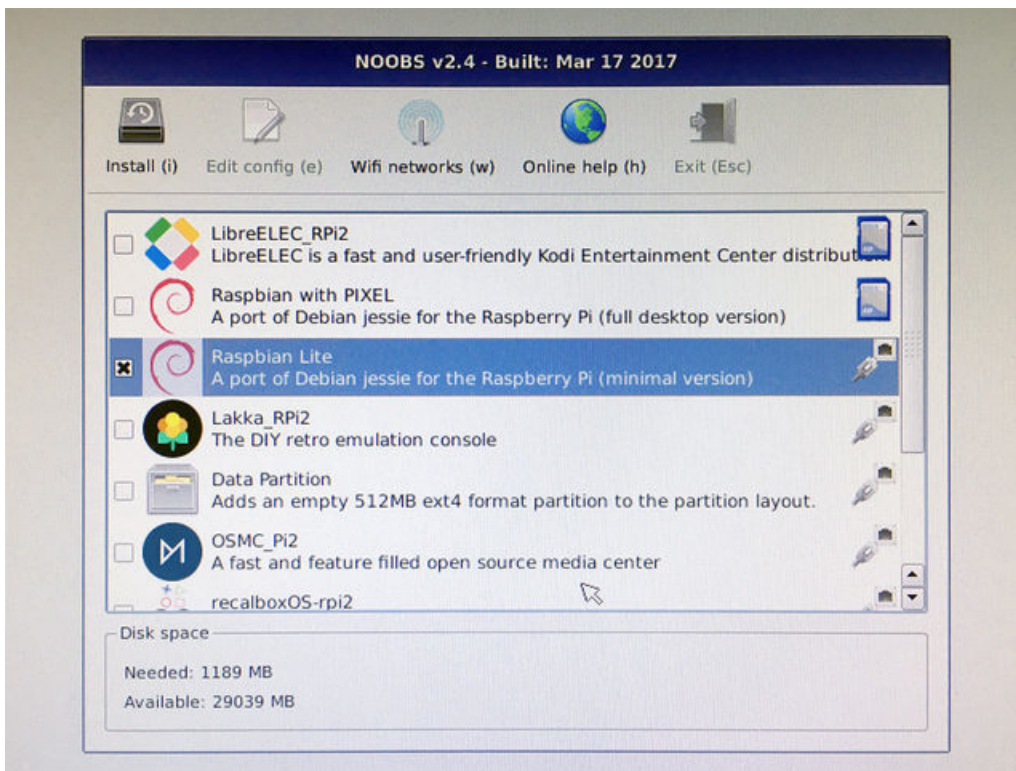 NOOBS v2.4 - Built: Mar 17 2017
Install (i) Edit config (e) Wifi networks (w) Online help (h) Exit (Esc)
LibreELEC_RPi2
LibreELEC is a fast and user-friendly Kodi Entertainment Center distribut...
Raspbian with PIXEL
A port of Debian jessie for the Raspberry Pi (full desktop version)
Raspbian Lite
A port of Debian jessie for the Raspberry Pi (minimal version)
Lakka_RPi2
The DIY retro emulation console
Data Partition
Adds an empty 512MB ext4 format partition to the partition layout.
OSMC_Pi2
A fast and feature filled open source media center
recalboxOS-rpi2
Disk space
Needed: 1189 MB
Available: 29039 MB